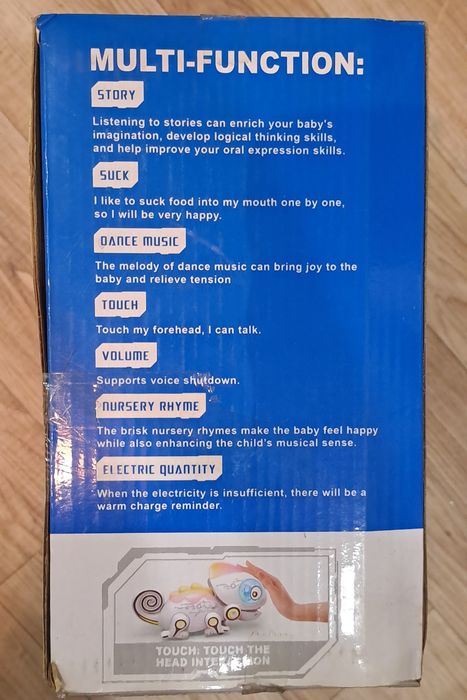 MULTI-FUNCTION:
STORY
Listening to stories can enrich your baby's
imagination, develop logical thinking skills,
and help improve your oral expression skills.
SUCK
I like to suck food into my mouth one by one,
so I will be very happy.
DANCE MUSIC
The melody of dance music can bring joy to the
baby and relieve tension
TOUCH
Touch my forehead, I can talk.
VOLUME
Supports voice shutdown.
NURSERY RHYME
The brisk nursery rhymes make the baby feel happy
while also enhancing the child's musical sense.
ELECTRIC QUANTITY
When the electricity is insufficient, there will be a
warm charge reminder.
TOUCH: TOUCH THE
HEAD INTERACTION